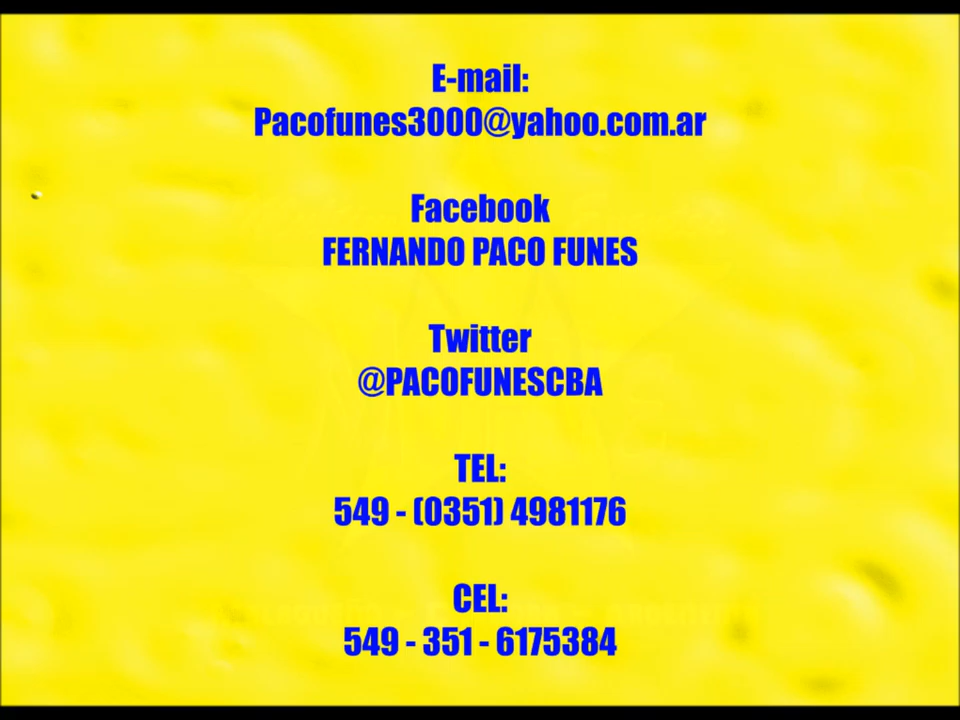 E-mail:
Pacofunes3000@yahoo.com.ar
Facebook
FERNANDO PACO FUNES
Twitter
@PACOFUNESCBA
TEL:
549 - (0351) 4981176
CEL:
549 - 351 - 6175384